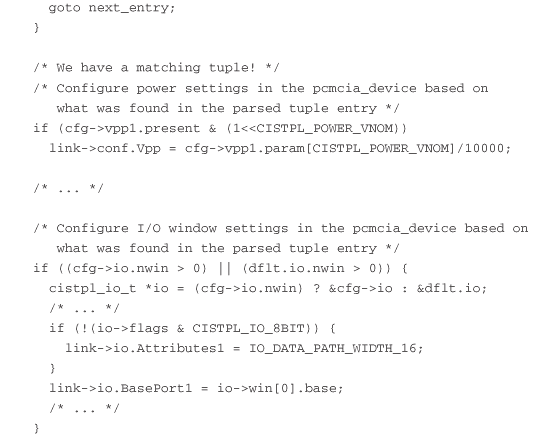 goto next_entry;
}
/* We have a matching tuple! */
/* Configure power settings in the pcmcia_device based on
what was found in the parsed tuple entry */
if (cfg->vpp1.present & (1<<CISTPL_POWER_VNOM))
link->conf.Vpp = cfg->vpp1.param[CISTPL_POWER_VNOM]/10000;
/* ... */
/* Configure I/O window settings in the pcmcia_device based on
what was found in the parsed tuple entry */
if ((cfg->io.nwin > 0) || (dflt.io.nwin > 0)) {
cistpl_io_t *io = (cfg->io.nwin) ? &cfg->io : &dflt.io;
/* ... */
if (!(io->flags & CISTPL_IO_8BIT)) {
link->io.Attributes1 = IO_DATA_PATH_WIDTH_16;
}
link->io.BasePort1 = io->win[0].base;
/* ... */
}